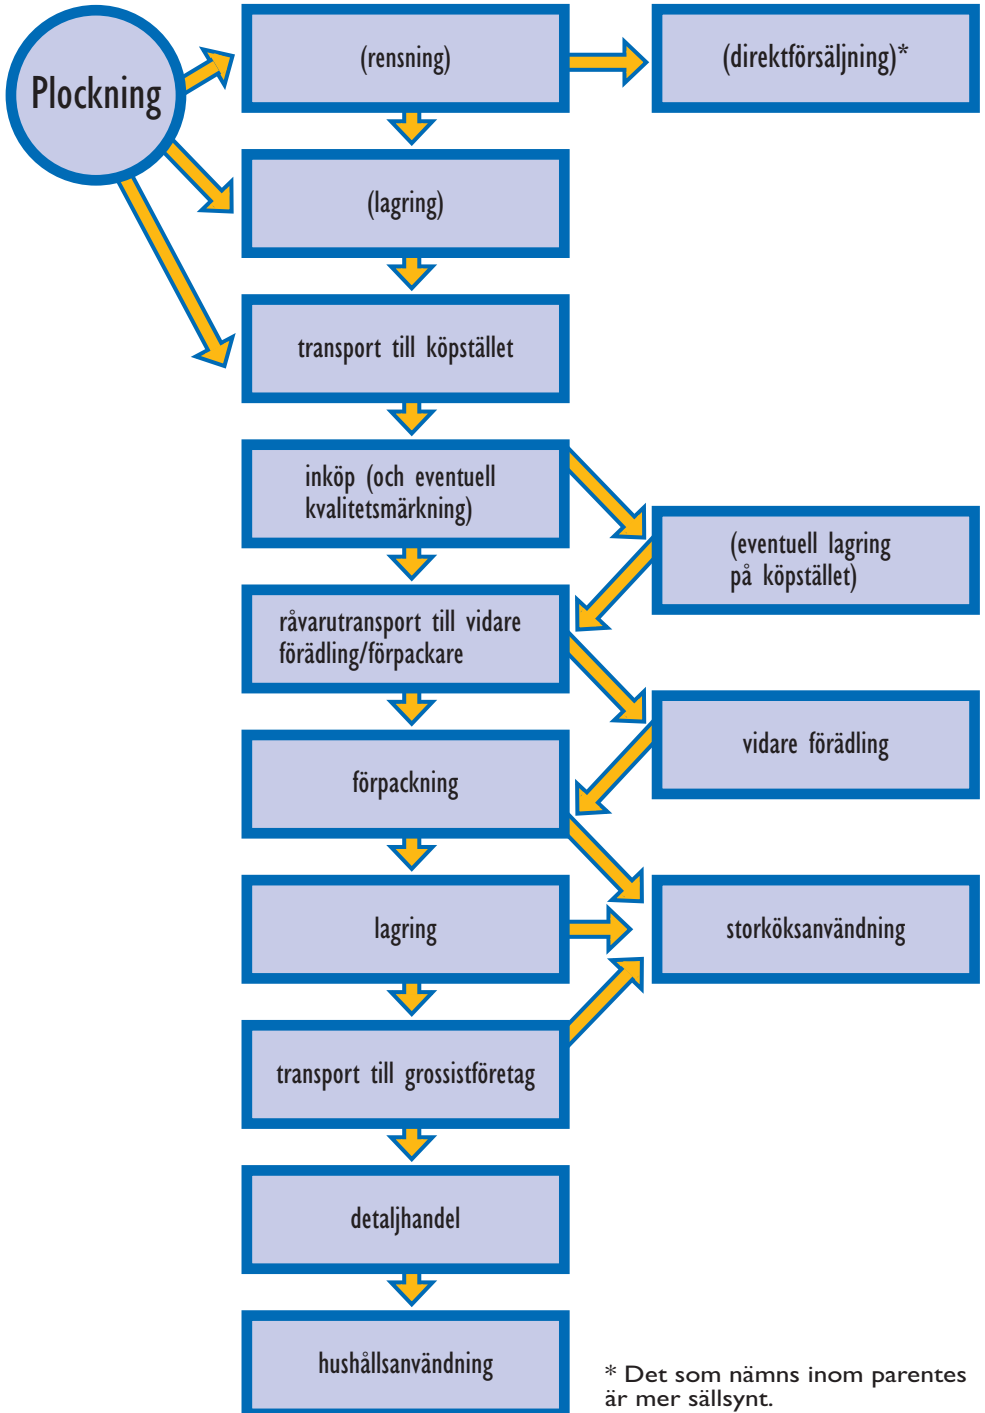 Plockning
(rensning)
(direktförsäljning)*
(lagring)
transport till köpstället
inköp (och eventuell
kvalitetsmärkning)
(eventuell lagring
på köpstället)
råvarutransport till vidare
förädling/förpackare
vidare förädling
förpackning
lagring
storköksanvändning
transport till grossistföretag
detaljhandel
hushållsanvändning
* Det som nämns inom parentes
är mer sällsynt.